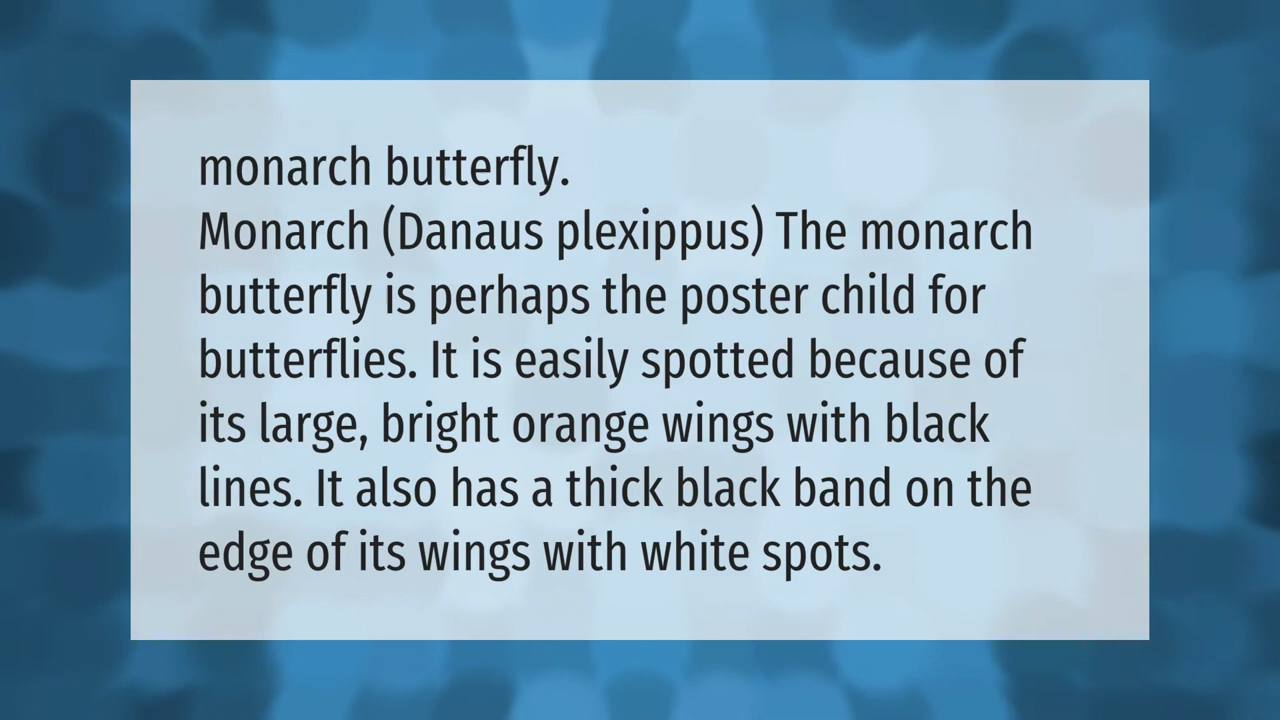 monarch butterfly.
Monarch (Danaus plexippus) The monarch
butterfly is perhaps the poster child for
butterflies. It is easily spotted because of
its large, bright orange wings with black
lines. It also has a thick black band on the
edge of its wings with white spots.